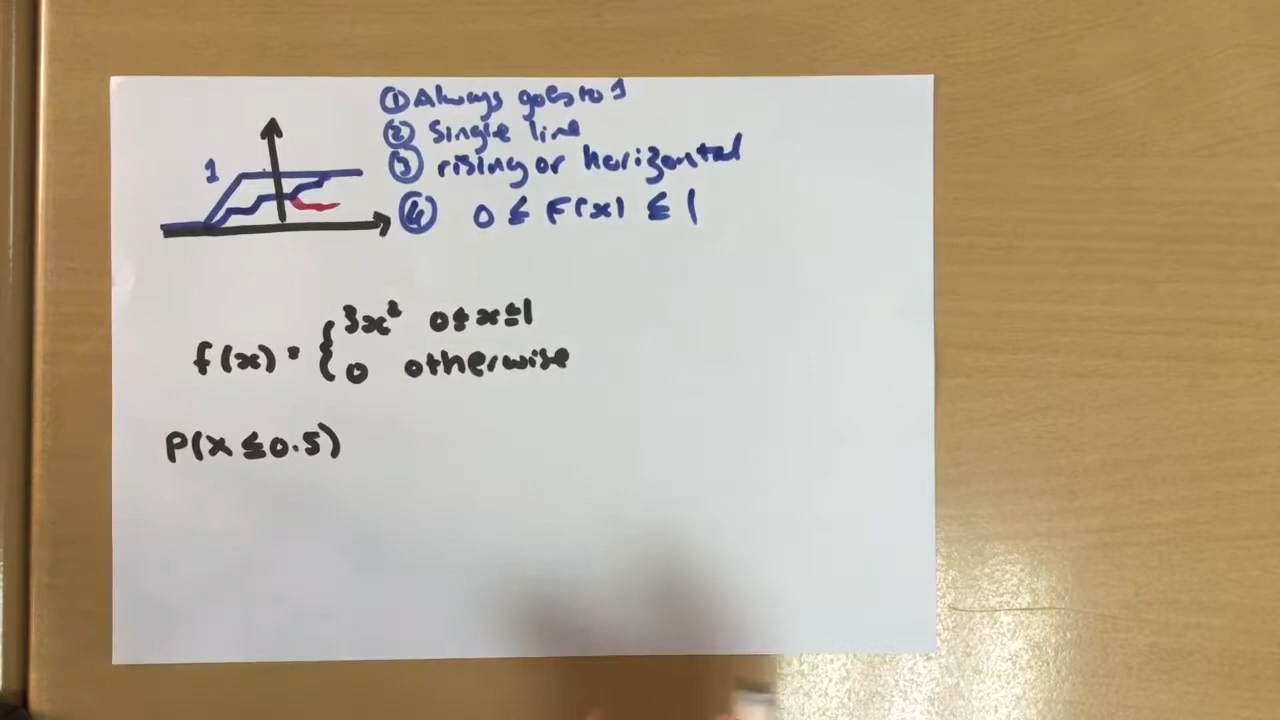 ① Always goes to 1
② Single line
③ rising or horizontal
④ 0 ≤ F(x) ≤ 1
1
f(x) = { 3x² 0≤x≤1
0 otherwise
P(X ≤ 0.5)